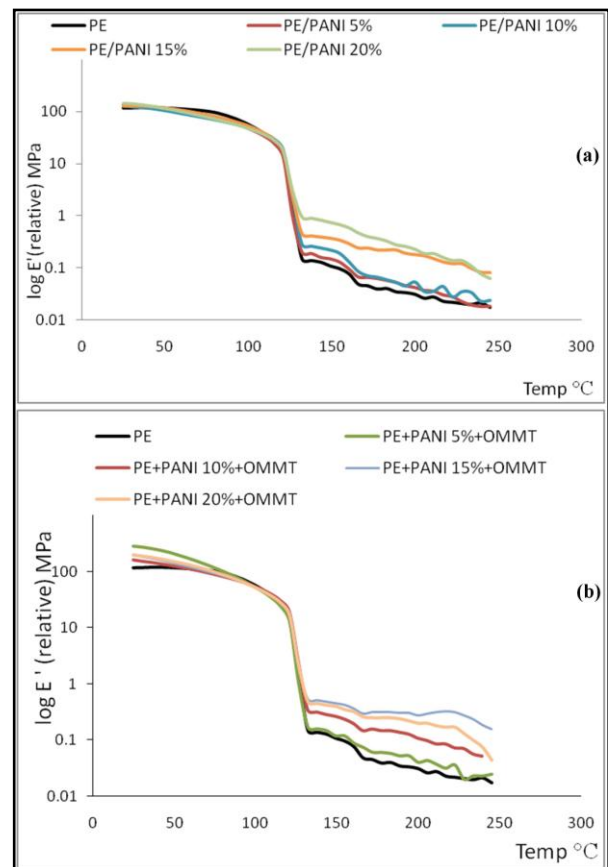 PE PE/PANI 5% PE/PANI 10%
PE/PANI 15% PE/PANI 20%
100
10
1
0.1
0.01
log E'(relative) MPa
(a)
0 50 100 150 200 250 300
Temp °C
PE PE+PANI 5%+OMMT
PE+PANI 10%+OMMT PE+PANI 15%+OMMT
PE+PANI 20%+OMMT
100
10
1
0.1
0.01
log E ' (relative) MPa
(b)
0 50 100 150 200 250 300
Temp °C